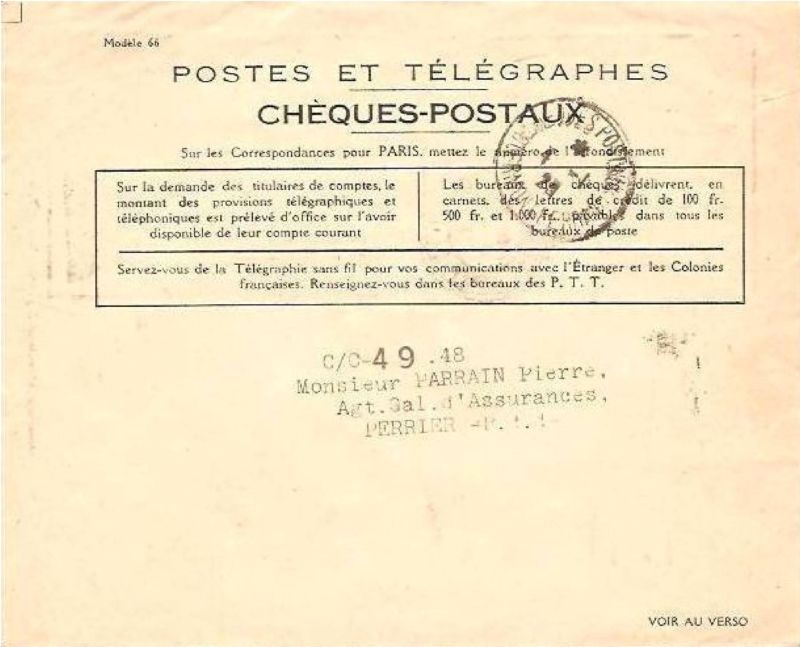 Modèle 66
POSTES ET TÉLÉGRAPHES
CHÈQUES-POSTAUX
Sur les Correspondances pour PARIS, mettez le numéro de l'arrondissement
Sur la demande des titulaires de comptes, le
montant des provisions télégraphiques et
téléphoniques est prélevé d'office sur l'avoir
disponible de leur compte courant
Les bureaux de chèques délivrent, en
carnets, des lettres de crédit de 100 fr-
500 fr. et 1.000 fr. payables dans tous les
bureaux de poste
Servez-vous de la Télégraphie sans fil pour vos communications avec l'Étranger et les Colonies
françaises. Renseignez-vous dans les bureaux des P. T. T.
C/C-49.48
Monsieur PARRAIN Pierre,
Agt.Gal.d'Assurances,
PERRIER
VOIR AU VERSO